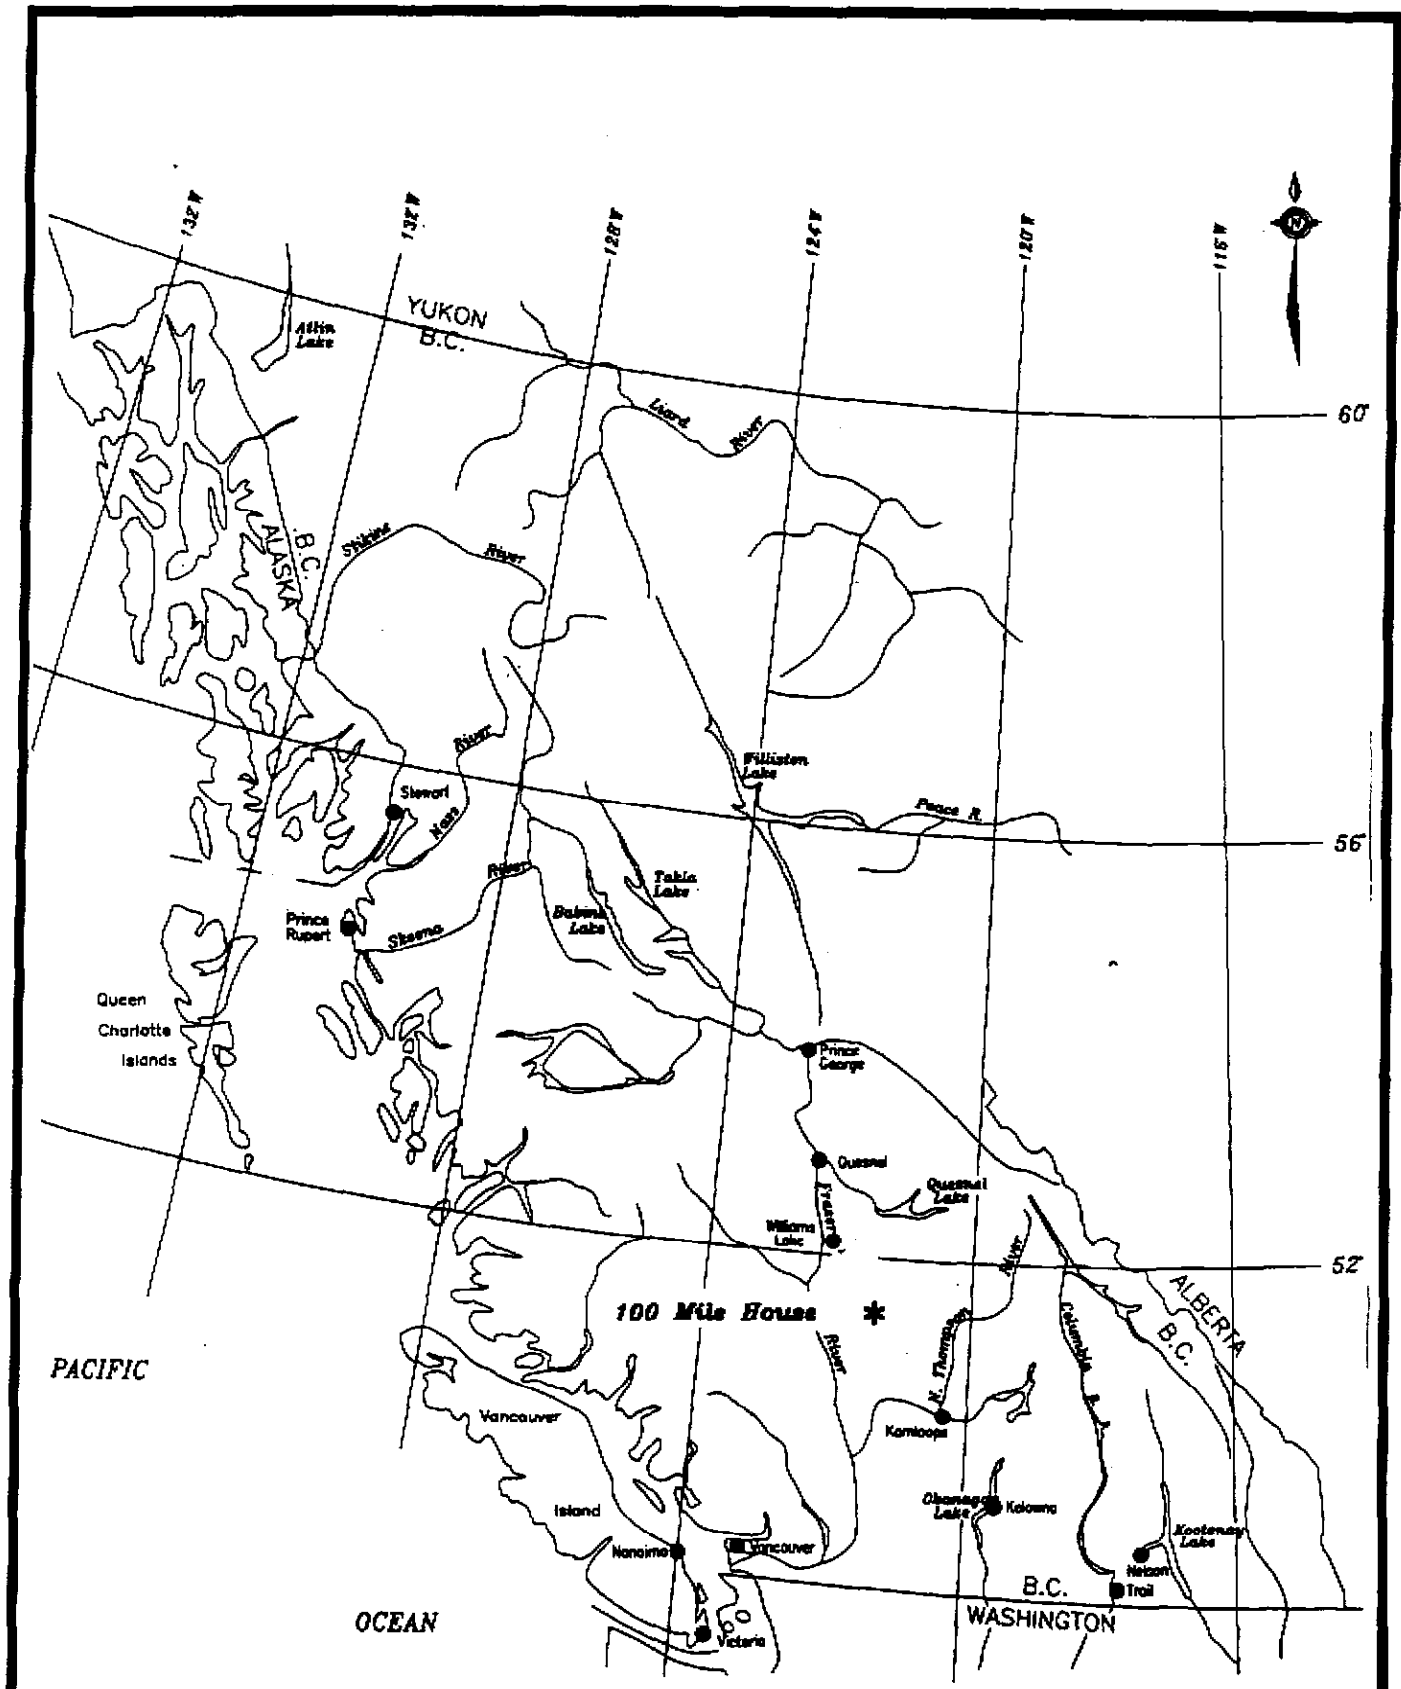 132°W
132°W
128°W
124°W
120°W
116°W
N
YUKON
B.C.
Atlin
Lake
60°
Liard
River
B.C.
ALASKA
Stikine
River
River
Williston
Lake
Stewart
Nass
Peace R.
56°
Takla
Lake
River
Babine
Lake
Prince
Rupert
Skeena
Queen
Charlotte
Islands
Prince
George
Quesnel
Quesnel
Lake
Fraser
Williams
Lake
River
52°
ALBERTA
B.C.
100 Mile House *
River
N. Thompson
Columbia
R.
PACIFIC
Vancouver
Kamloops
Island
Okanagan
Lake
Kelowna
Kootenay
Lake
Nanaimo
Vancouver
Nelson
Trail
B.C.
WASHINGTON
OCEAN
Victoria